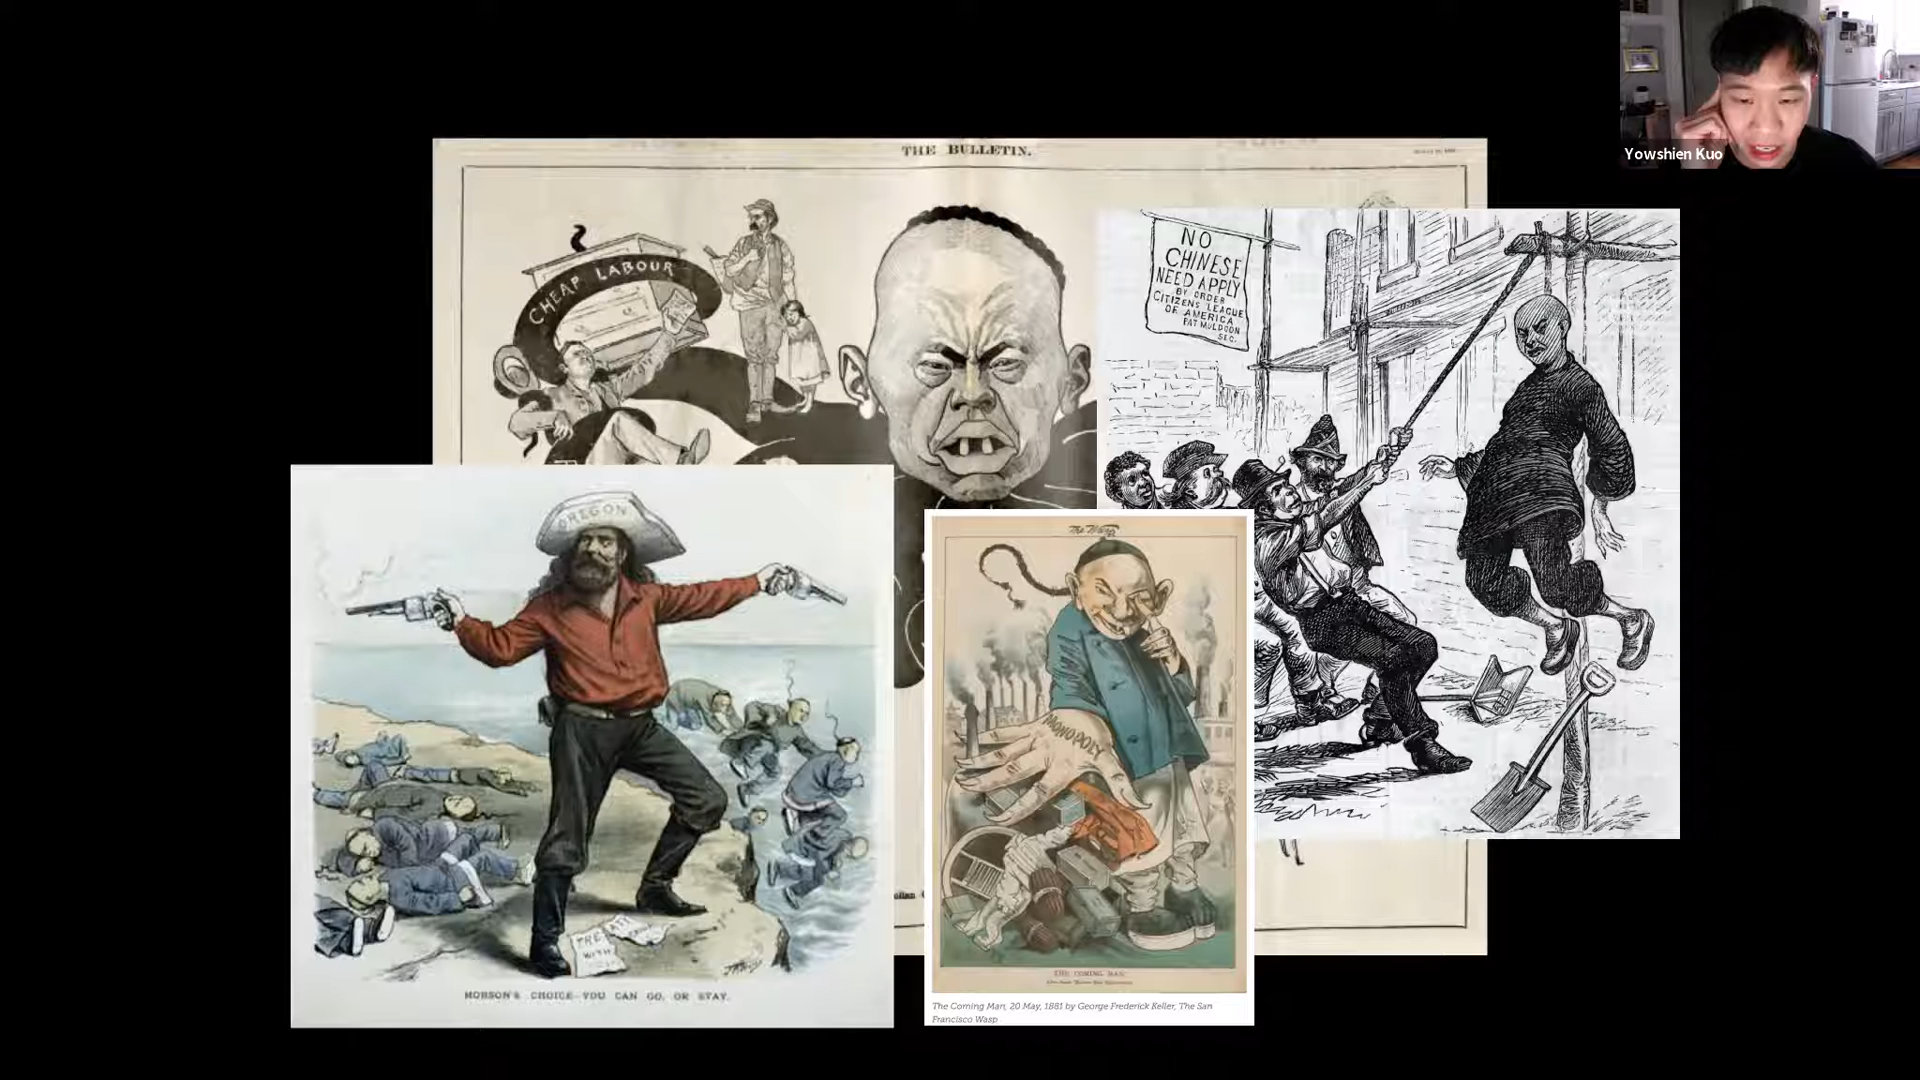 Yowshien Kuo
THE BULLETIN.
CHEAP LABOUR
NO
CHINESE
NEED APPLY
BY ORDER
CITIZENS LEAGUE
OF AMERICA
PAT MULDOON
SEC.
OREGON
TREATY
WITH
HOBSON'S CHOICE—YOU CAN GO, OR STAY.
The Wasp
MONOPOLY
THE COMING MAN.
The Coming Man, 20 May, 1881 by George Frederick Keller, The San
Francisco Wasp